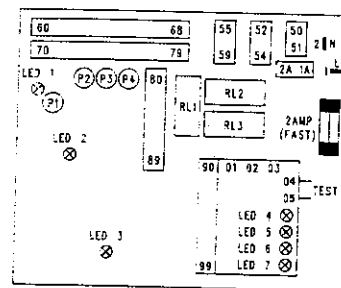 60 68
70 79
55
59
52
54
50
51
2 N
2A 1A L
LED 1
P2 P3 P4
P1
80
89
RL1
RL2
RL3
2AMP
(FAST)
LED 2
LED 3
90 01 02 03
04
05
TEST
LED 4
LED 5
LED 6
LED 7
99